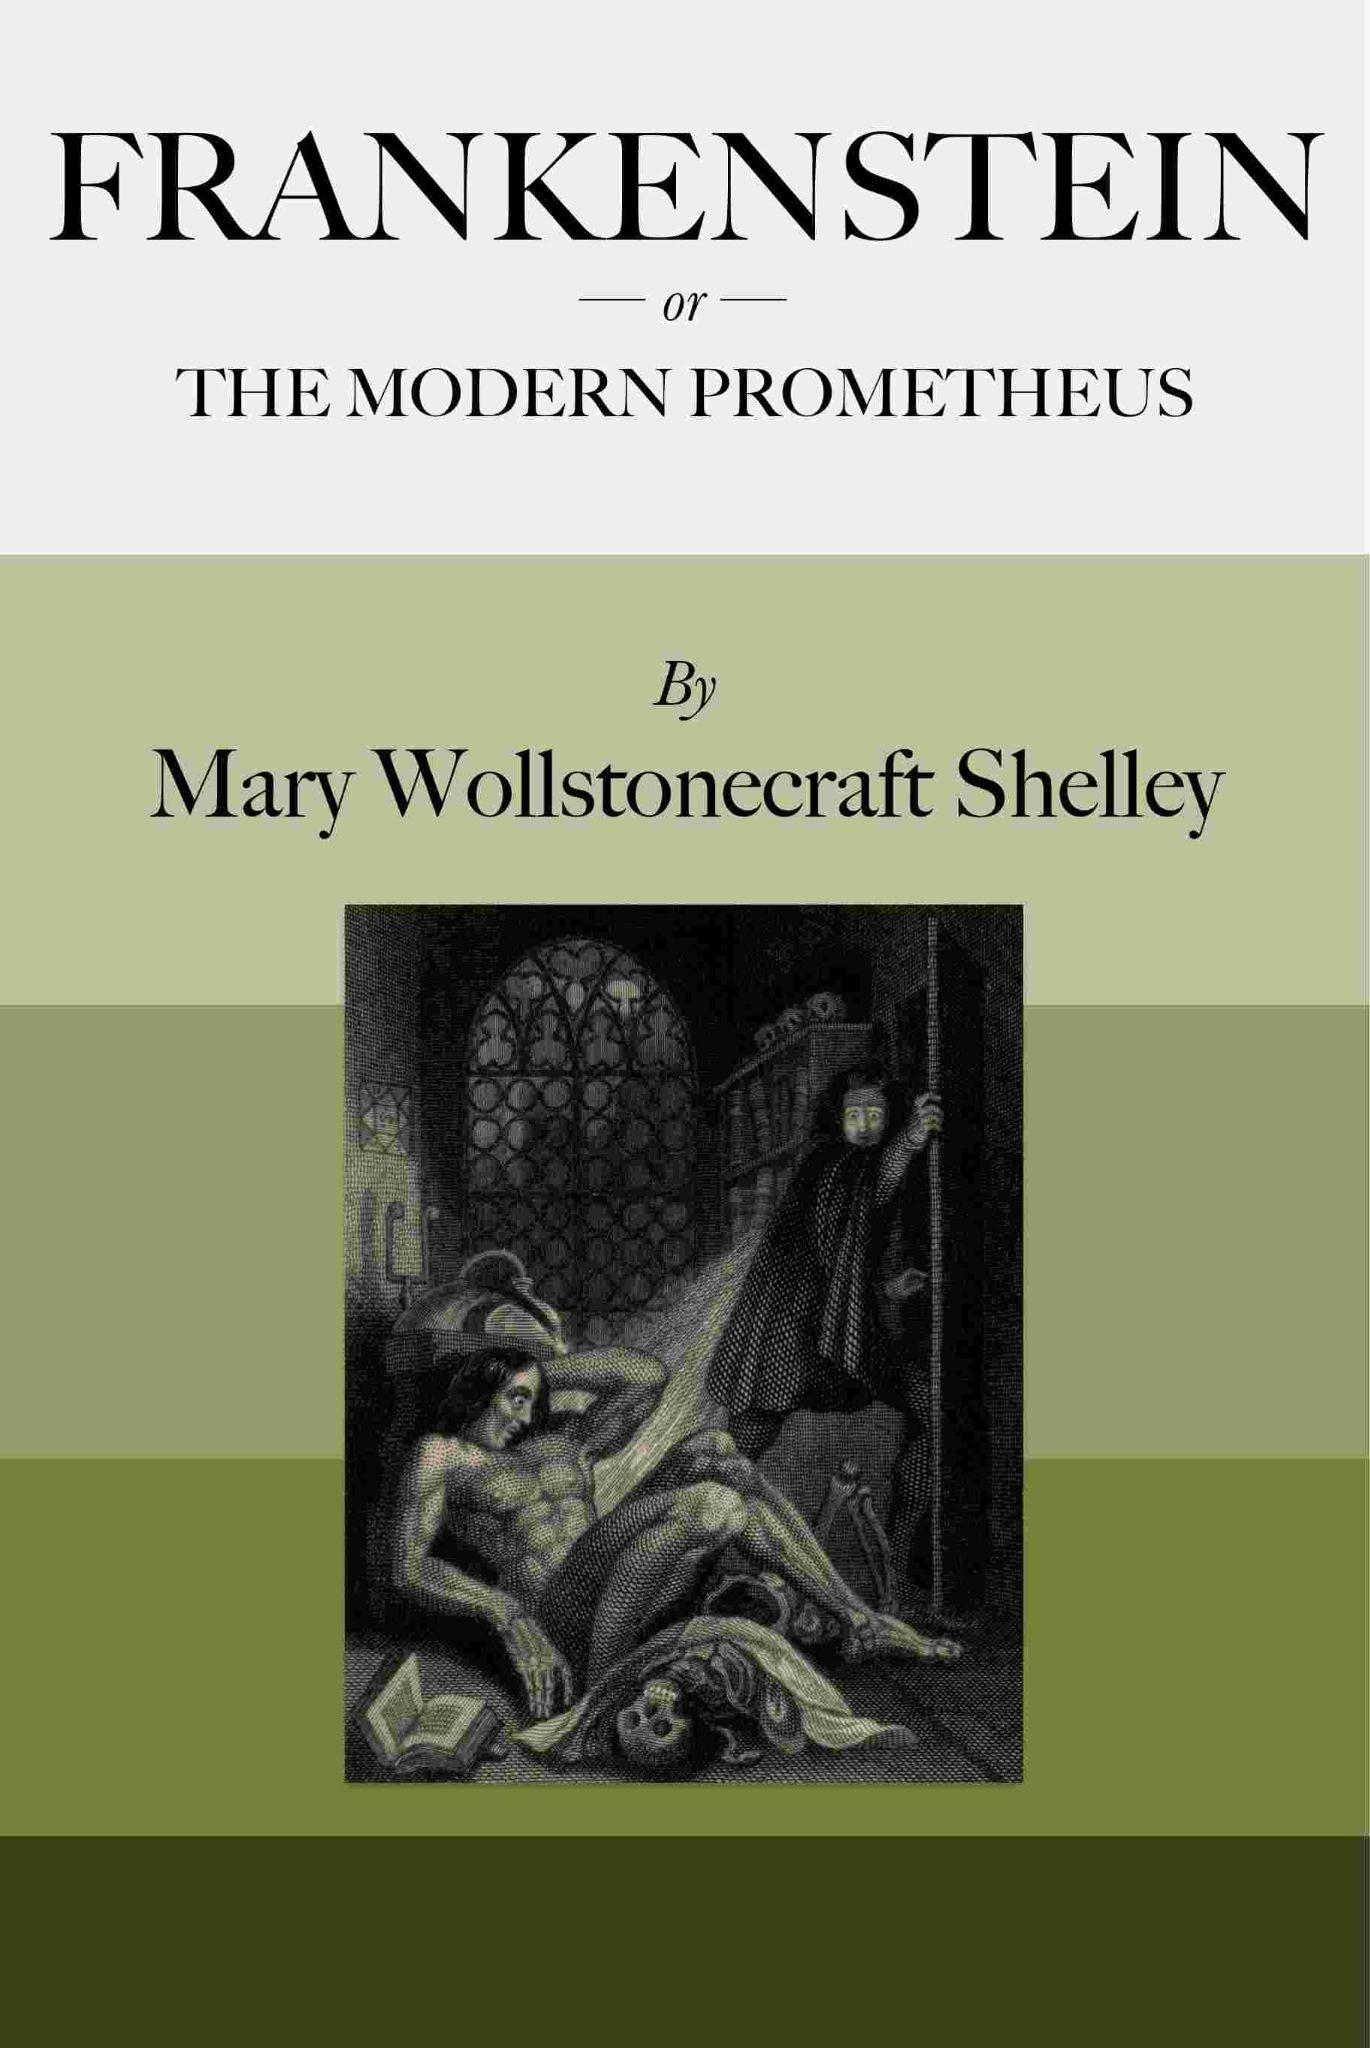 FRANKENSTEIN
— or —
THE MODERN PROMETHEUS
By
Mary Wollstonecraft Shelley